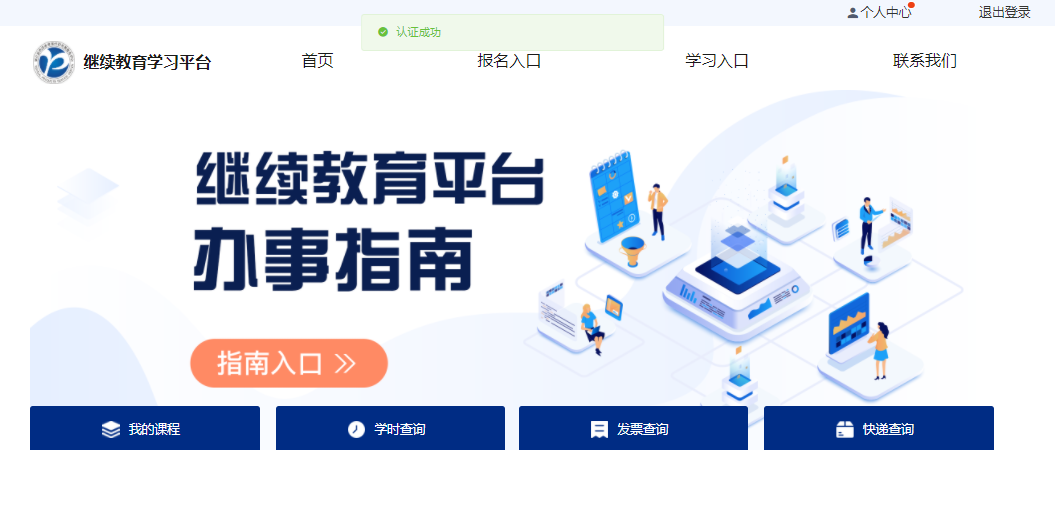 个人中心
退出登录
认证成功
继续教育学习平台
首页
报名入口
学习入口
联系我们
继续教育平台
办事指南
指南入口
我的课程
学时查询
发票查询
快递查询